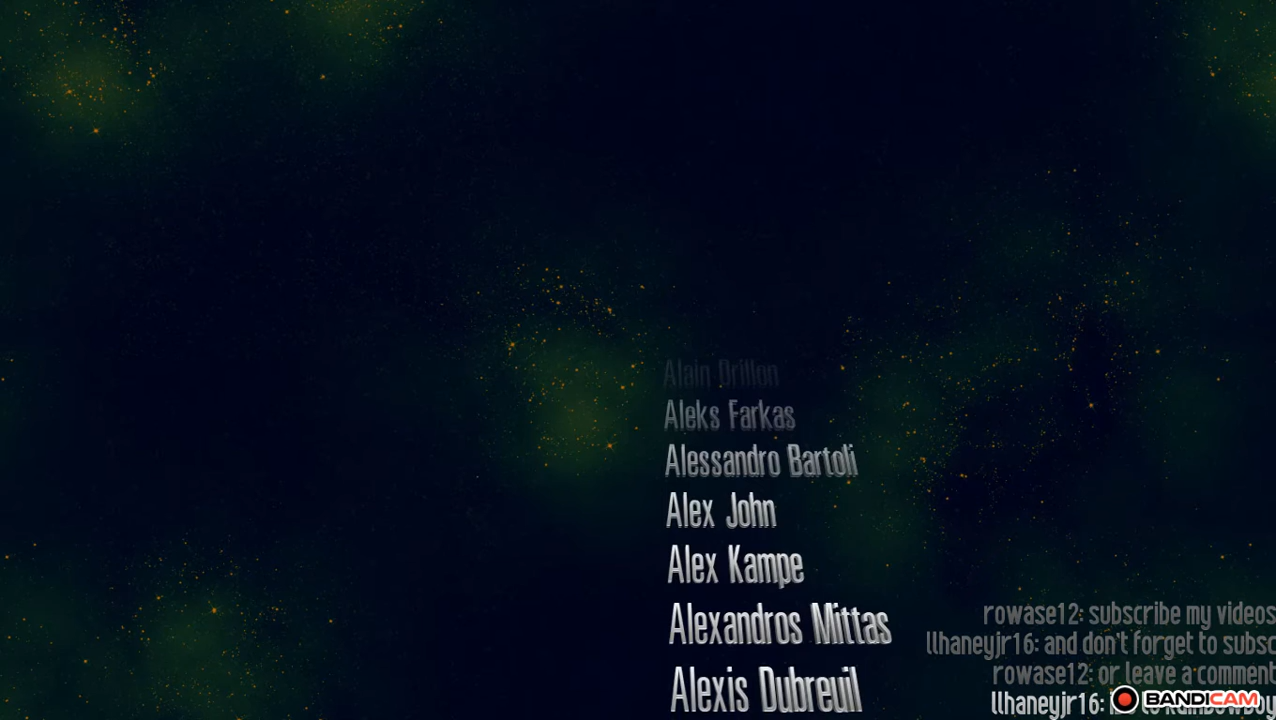 Alain Drillon
Aleks Farkas
Alessandro Bartoli
Alex John
Alex Kampe
Alexandros Mittas
Alexis Dubreuil
rowase12: subscribe my videos
llhaneyjr16: and don't forget to subsc
rowase12: or leave a comment
llhaneyjr16:
BANDICAM